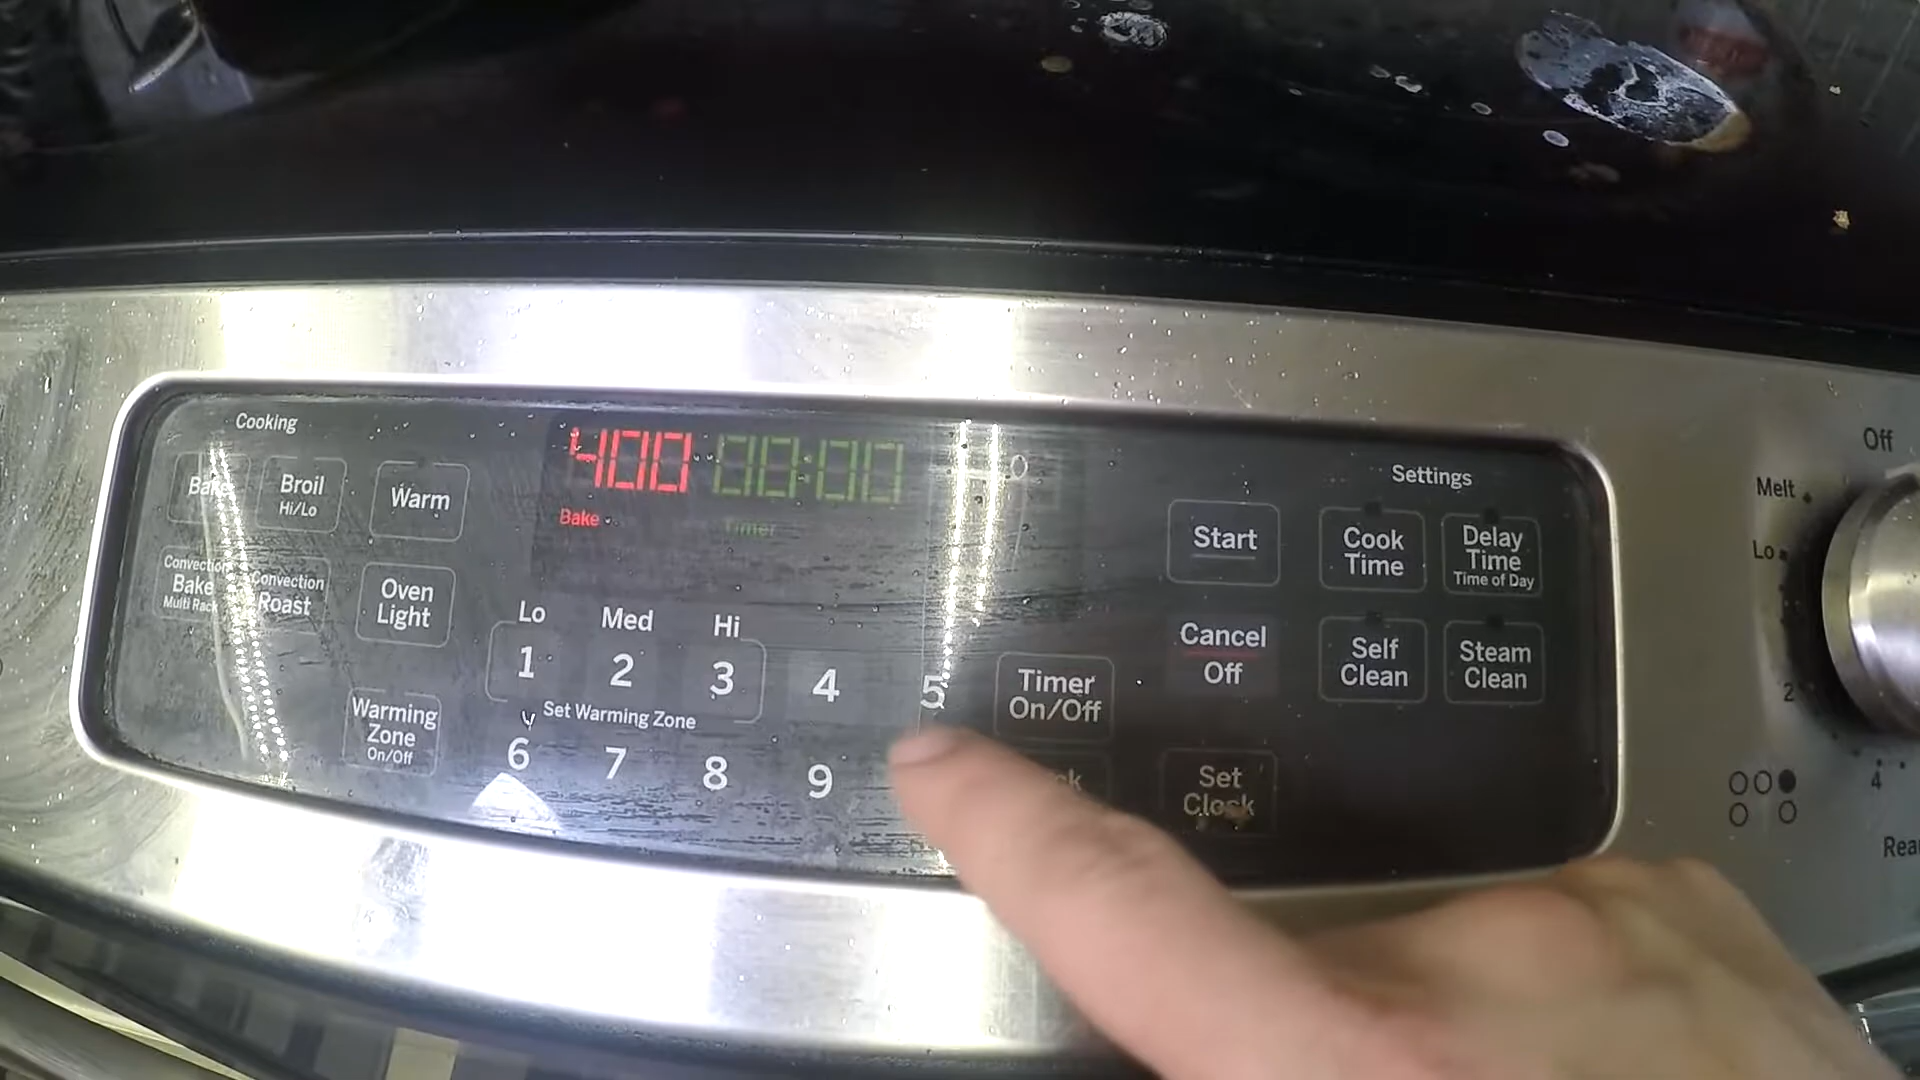 Cooking
400 00:00
Bake
Timer
Bake
Broil
Hi/Lo
Warm
Convection
Bake
Multi Rack
Convection
Roast
Oven
Light
Warming
Zone
On/Off
Lo Med Hi
1 2 3 4 5
Set Warming Zone
6 7 8 9
Timer
On/Off
Start
Cancel
Off
Set
Clock
Settings
Cook
Time
Delay
Time
Time of Day
Self
Clean
Steam
Clean
Off
Melt
Lo
2
4